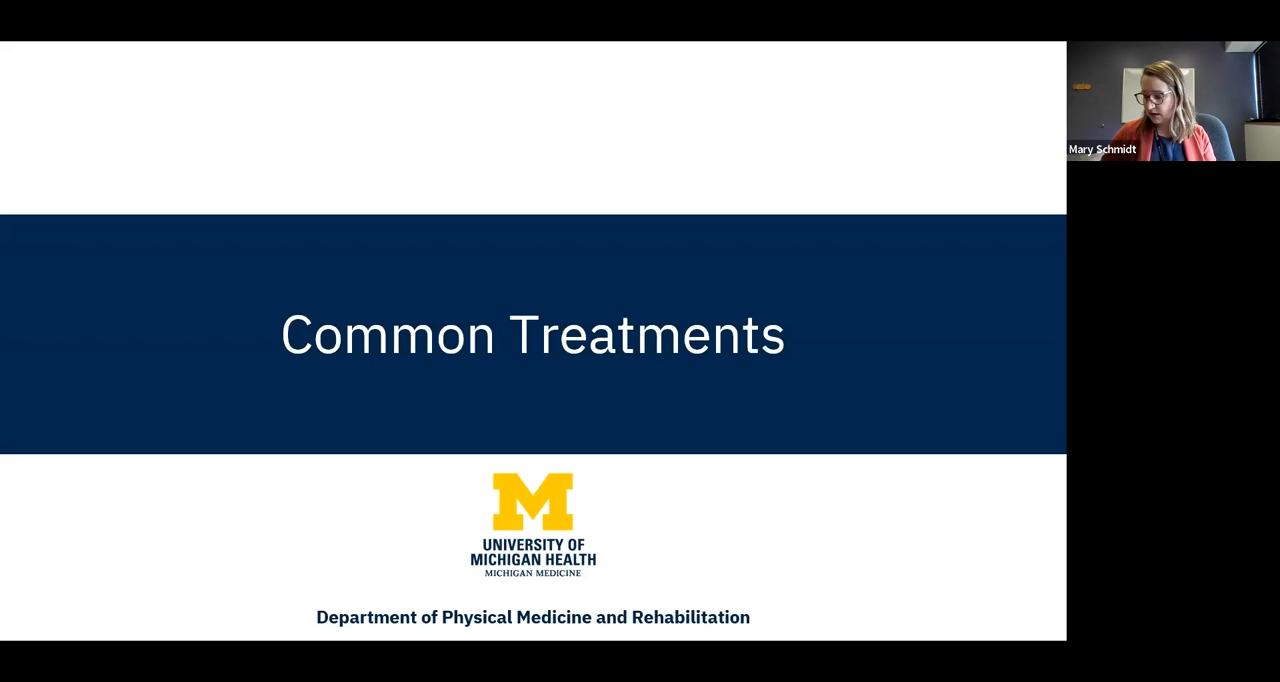 Common Treatments
M
UNIVERSITY OF
MICHIGAN HEALTH
MICHIGAN MEDICINE
Department of Physical Medicine and Rehabilitation
Mary Schmidt